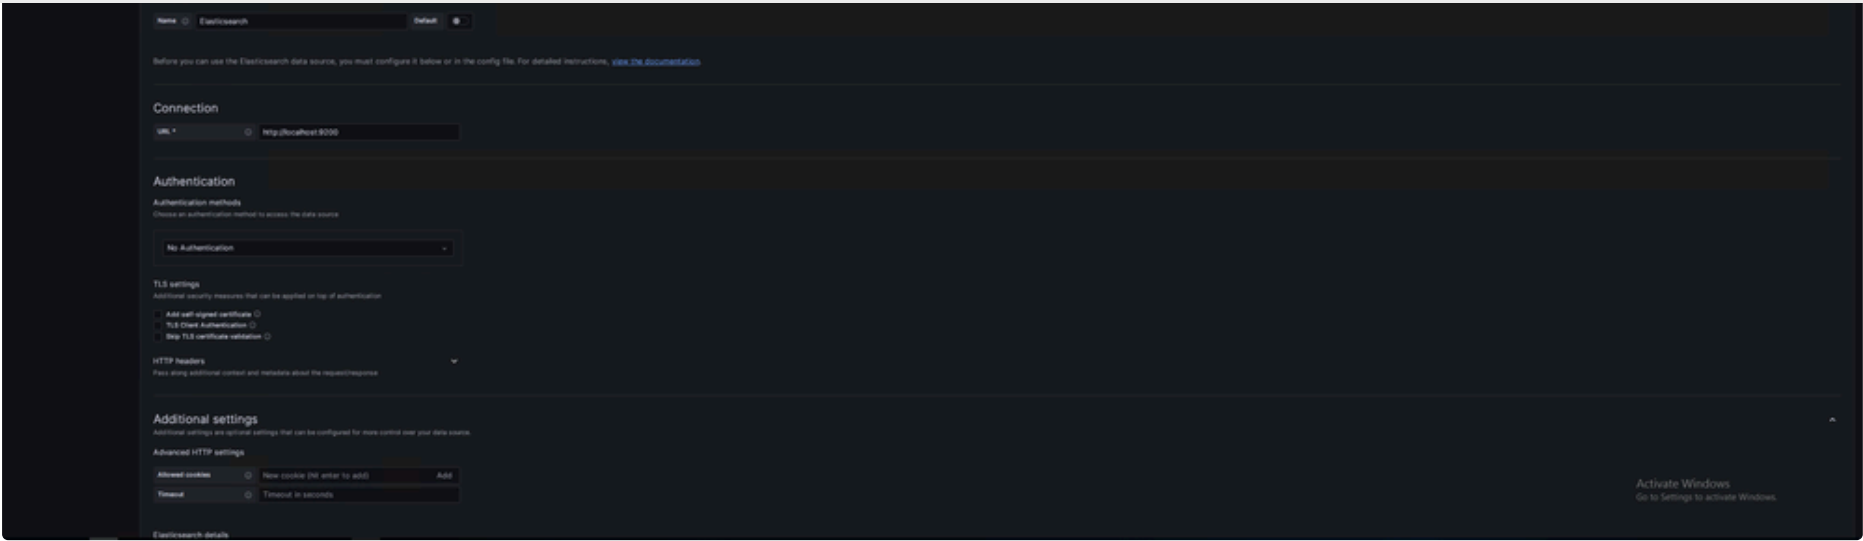 Name Elasticsearch Default
Before you can use the Elasticsearch data source, you must configure it below or in the config file. For detailed instructions, view the documentation.
Connection
URL * http://localhost:9200
Authentication
Authentication methods
Choose an authentication method to access the data source
No Authentication
TLS settings
Additional security measures that can be applied on top of authentication
Add self-signed certificate
TLS Client Authentication
Skip TLS certificate validation
HTTP headers
Pass along additional context and metadata about the request/response
Additional settings
Additional settings are optional settings that can be configured for more control over your data source.
Advanced HTTP settings
Allowed cookies New cookie (hit enter to add) Add
Timeout Timeout in seconds
Activate Windows
Go to Settings to activate Windows.
Elasticsearch details